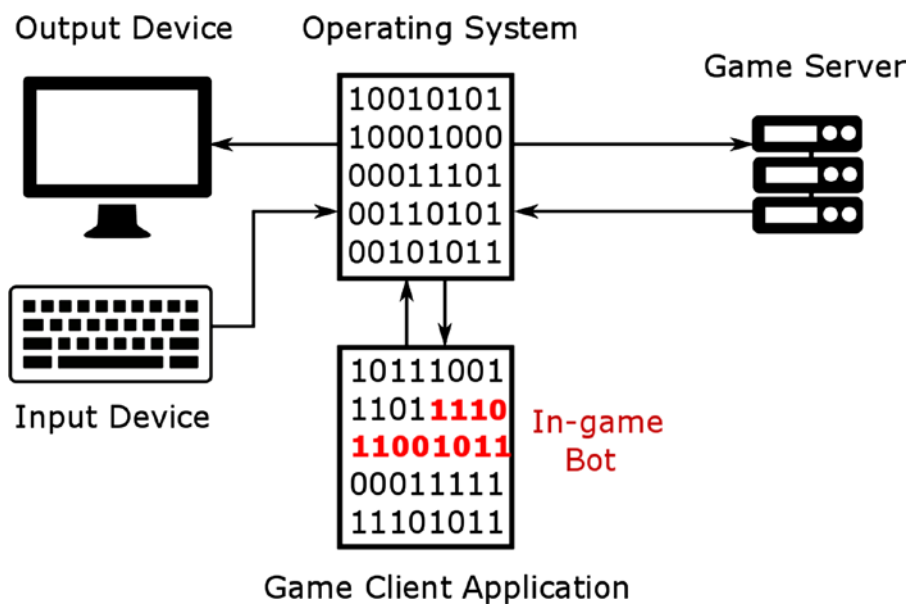 Output Device
Operating System
Game Server
10010101
10001000
00011101
00110101
00101011
Input Device
10111001
11011110
11001011
00011111
11101011
In-game
Bot
Game Client Application